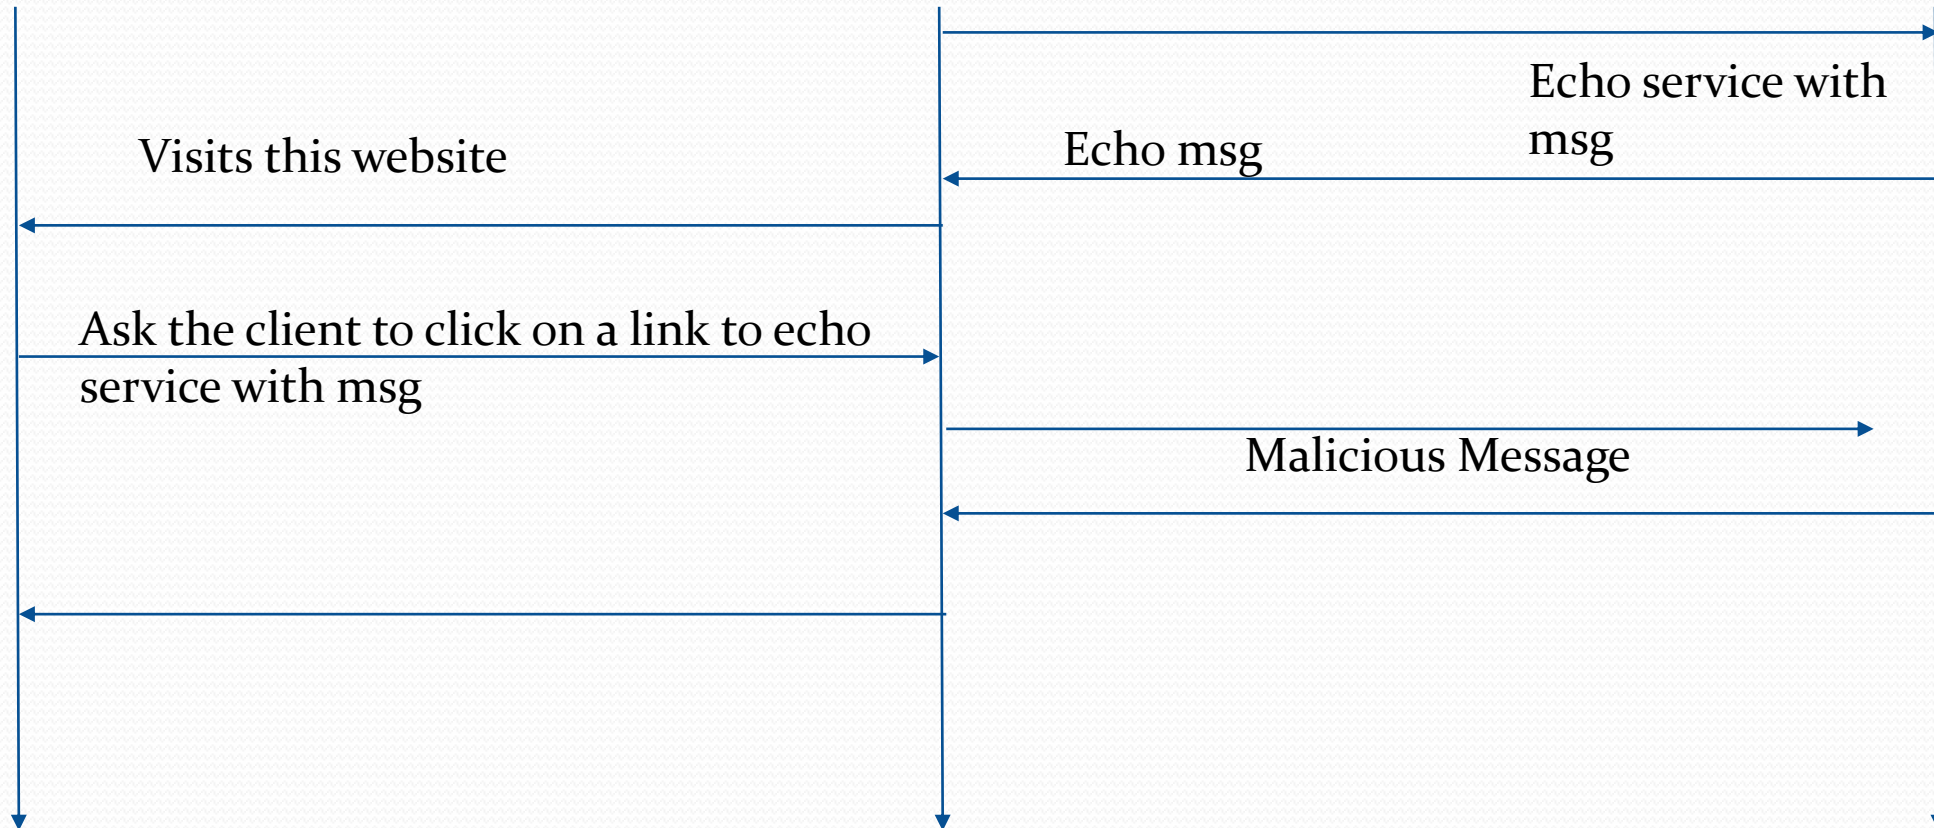 Echo service with
msg
Echo msg
Visits this website
Ask the client to click on a link to echo
service with msg
Malicious Message